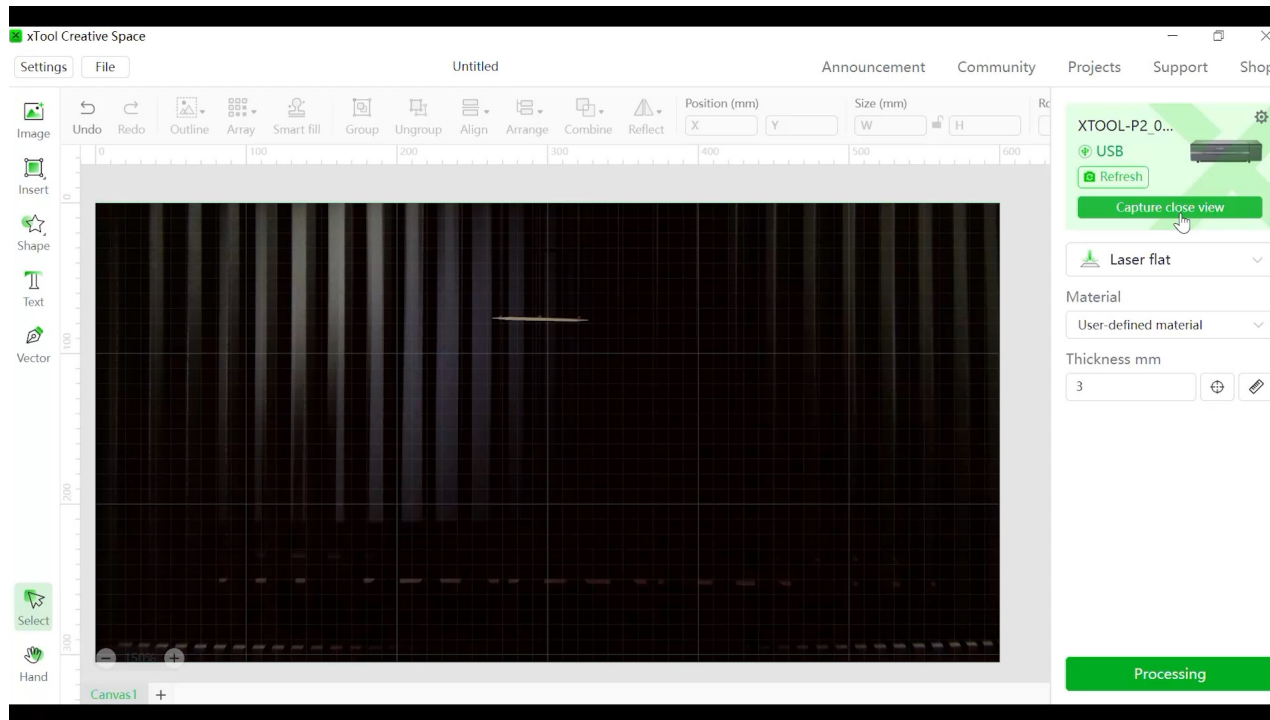 xTool Creative Space
Settings File Untitled Announcement Community Projects Support Shop
Image Undo Redo Outline Array Smart fill Group Ungroup Align Arrange Combine Reflect
Position (mm) Size (mm)
X Y W H
0 100 200 300 400 500 600
Insert
Shape
Text
Vector
Select
Hand
0
100
200
300
150%
Canvas1 +
XTOOL-P2_0...
USB
Refresh
Capture close view
Laser flat
Material
User-defined material
Thickness mm
3
Processing